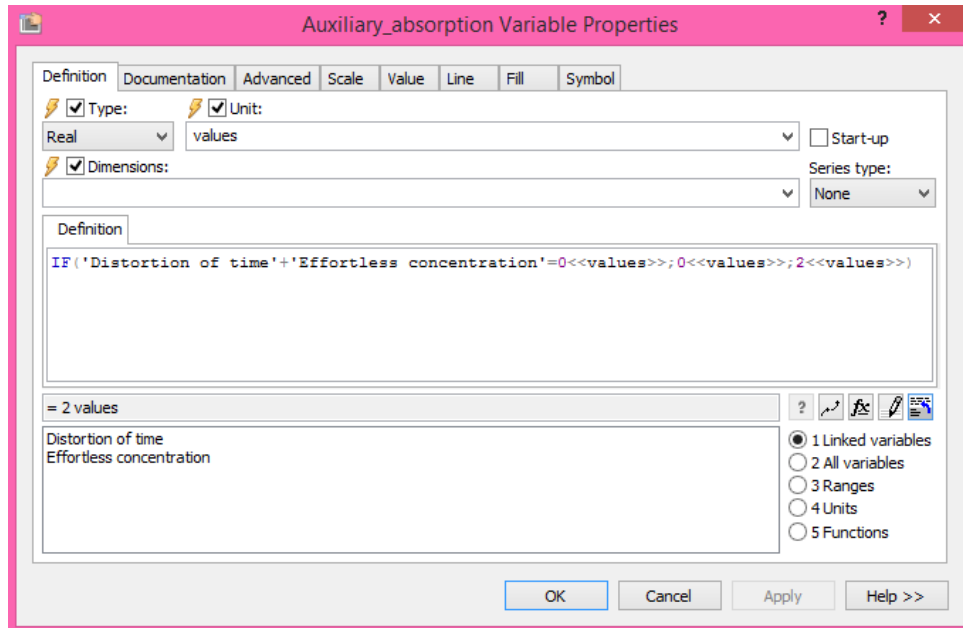 Auxiliary_absorption Variable Properties
? ×
Definition Documentation Advanced Scale Value Line Fill Symbol
Type: Unit:
Real values Start-up
Dimensions: Series type:
None
Definition
IF('Distortion of time'+'Effortless concentration'=0<<values>>;0<<values>>;2<<values>>)
= 2 values ? fx
Distortion of time
Effortless concentration
1 Linked variables
2 All variables
3 Ranges
4 Units
5 Functions
OK Cancel Apply Help >>